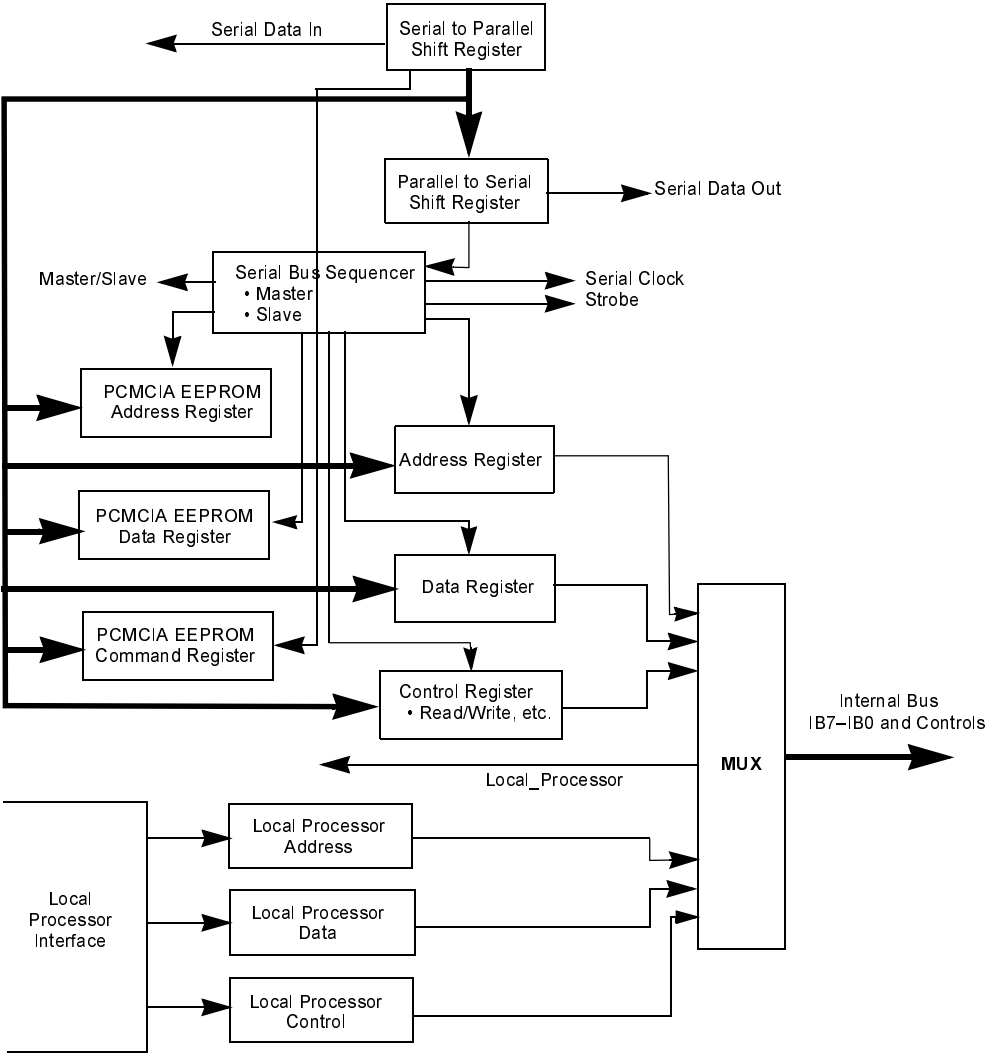 Serial Data In
Serial to Parallel
Shift Register
Parallel to Serial
Shift Register
Serial Data Out
Master/Slave
Serial Bus Sequencer
• Master
• Slave
Serial Clock
Strobe
PCMCIA EEPROM
Address Register
Address Register
PCMCIA EEPROM
Data Register
Data Register
PCMCIA EEPROM
Command Register
Control Register
• Read/Write, etc.
Internal Bus
IB7–IB0 and Controls
MUX
Local_Processor
Local Processor
Address
Local
Processor
Interface
Local Processor
Data
Local Processor
Control